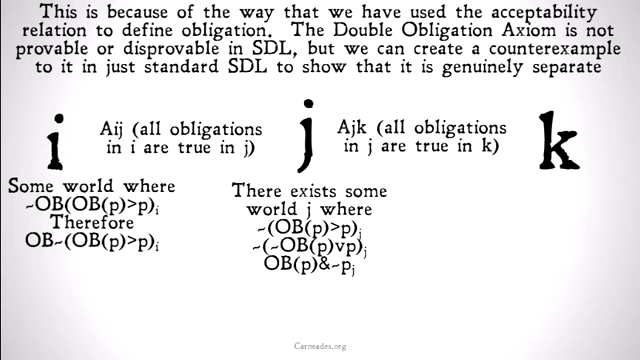 This is because of the way that we have used the acceptability
relation to define obligation. The Double Obligation Axiom is not
provable or disprovable in SDL, but we can create a counterexample
to it in just standard SDL to show that it is genuinely separate
i
Aij (all obligations
in i are true in j)
j
Ajk (all obligations
in j are true in k)
k
Some world where
~OB(OB(p)>p)i
Therefore
OB~(OB(p)>p)i
There exists some
world j where
~(OB(p)>p)j
~(~OB(p)vp)j
OB(p)&~pj
Carneades.org